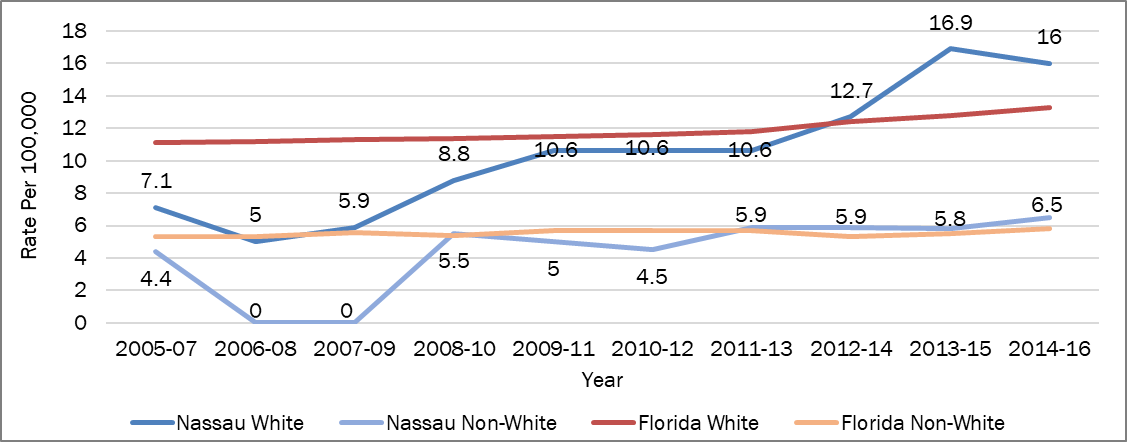 18
16
14
12
10
8
6
4
2
0
Rate Per 100,000
7.1 5 5.9 8.8 10.6 10.6 10.6 12.7 16.9 16
4.4 0 0 5.5 5 4.5 5.9 5.9 5.8 6.5
2005-07 2006-08 2007-09 2008-10 2009-11 2010-12 2011-13 2012-14 2013-15 2014-16
Year
Nassau White Nassau Non-White Florida White Florida Non-White